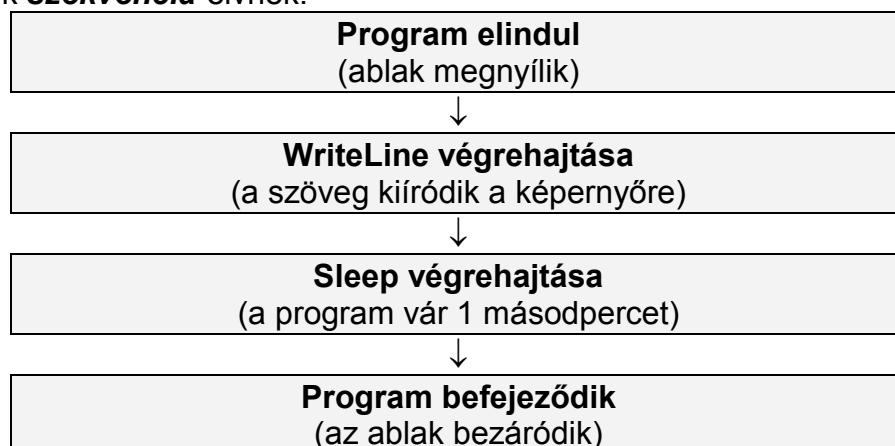 Program elindul
(ablak megnyílik)
↓
WriteLine végrehajtása
(a szöveg kiíródik a képernyőre)
↓
Sleep végrehajtása
(a program vár 1 másodpercet)
↓
Program befejeződik
(az ablak bezáródik)